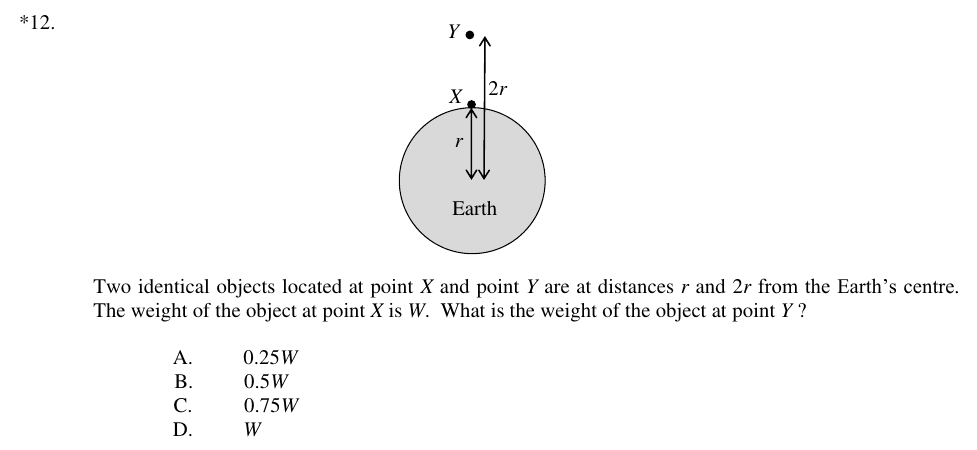 *12.
Y
X
2r
r
Earth
Two identical objects located at point X and point Y are at distances r and 2r from the Earth's centre.
The weight of the object at point X is W. What is the weight of the object at point Y ?
A. 0.25W
B. 0.5W
C. 0.75W
D. W